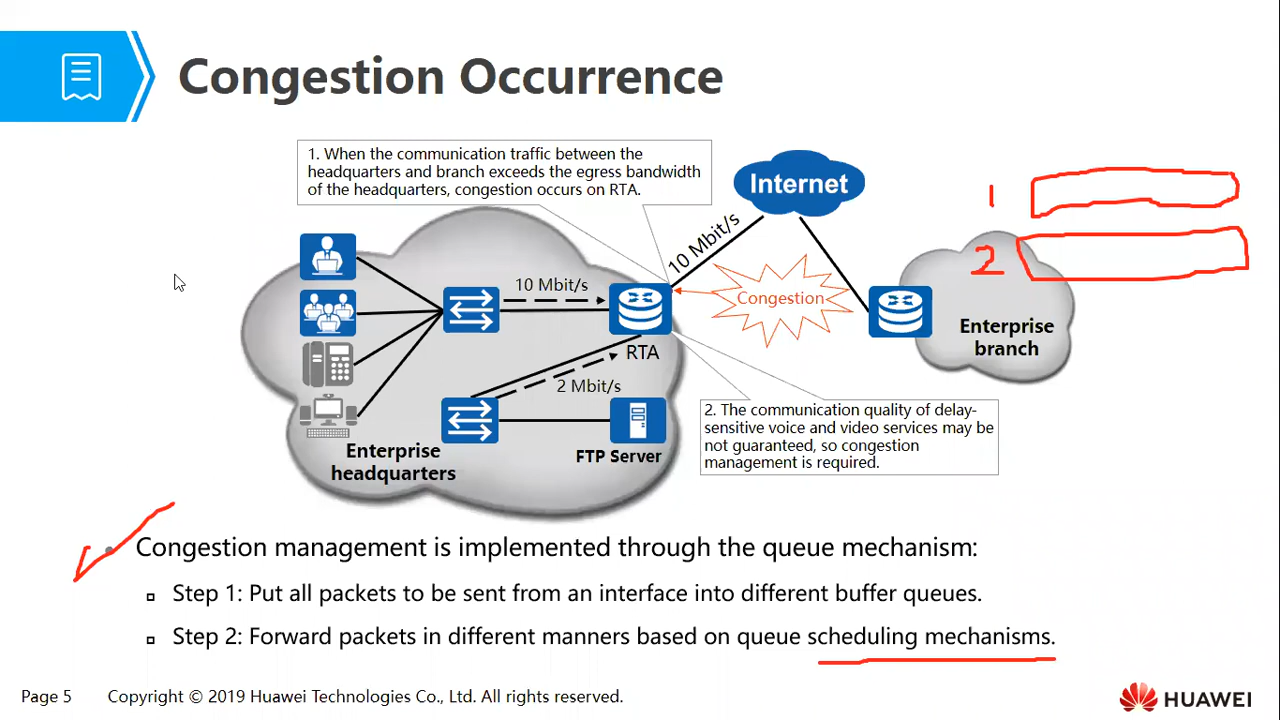 Congestion Occurrence
1. When the communication traffic between the
headquarters and branch exceeds the egress bandwidth
of the headquarters, congestion occurs on RTA.
Internet
1
2
10 Mbit/s
10 Mbit/s
Congestion
RTA
Enterprise
branch
2 Mbit/s
2. The communication quality of delay-
sensitive voice and video services may be
not guaranteed, so congestion
management is required.
Enterprise
headquarters
FTP Server
• Congestion management is implemented through the queue mechanism:
▫ Step 1: Put all packets to be sent from an interface into different buffer queues.
▫ Step 2: Forward packets in different manners based on queue scheduling mechanisms.
Page 5
Copyright © 2019 Huawei Technologies Co., Ltd. All rights reserved.
HUAWEI